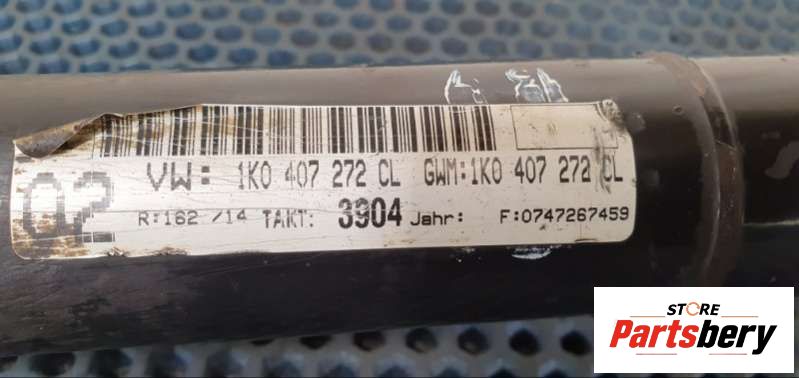 02
VW: 1K0 407 272 CL GWM:1K0 407 272 CL
R:162 /14 TAKT: 3904 Jahr: F:0747267459
STORE
Partsbery